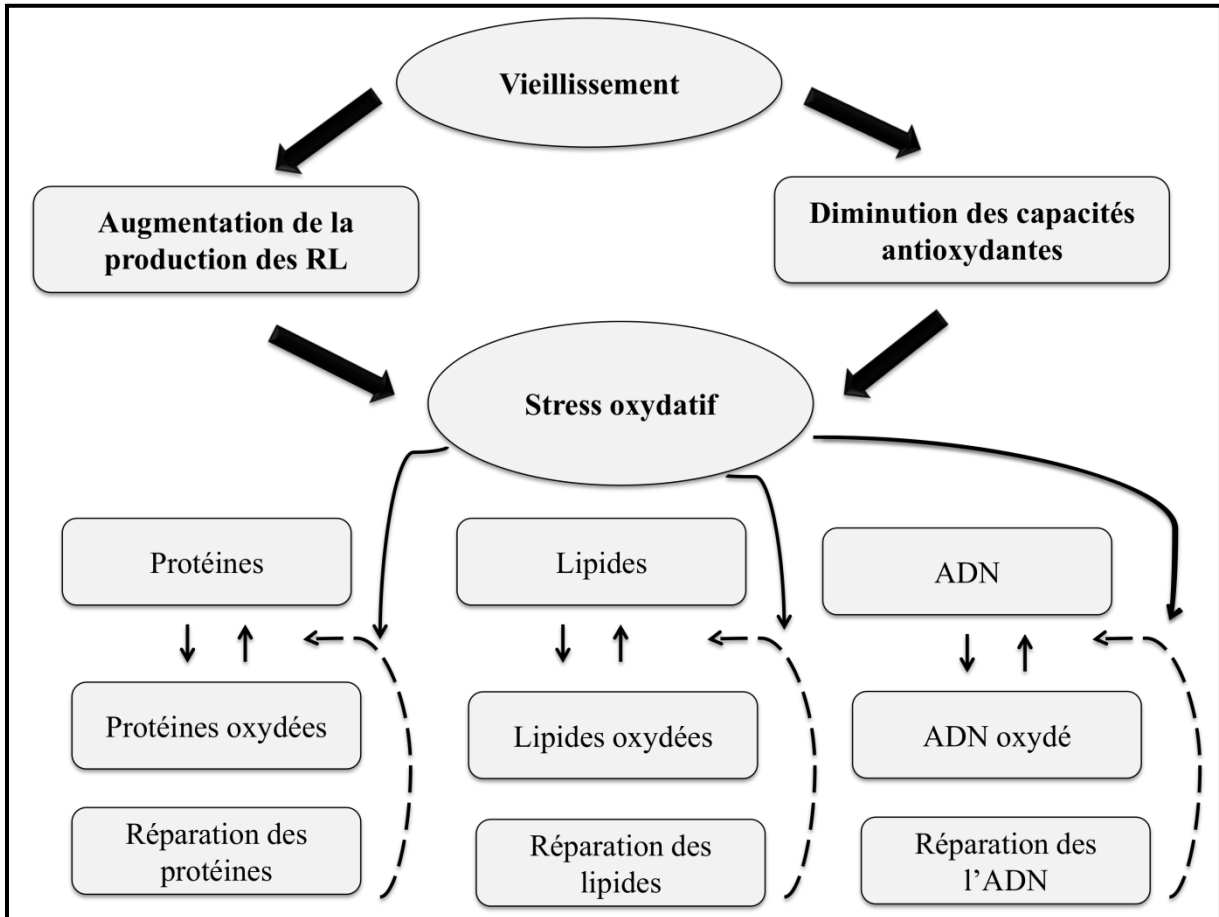 Vieillissement
Augmentation de la
production des RL
Diminution des capacités
antioxydantes
Stress oxydatif
Protéines
Lipides
ADN
Protéines oxydées
Lipides oxydées
ADN oxydé
Réparation des
protéines
Réparation des
lipides
Réparation des
l’ADN